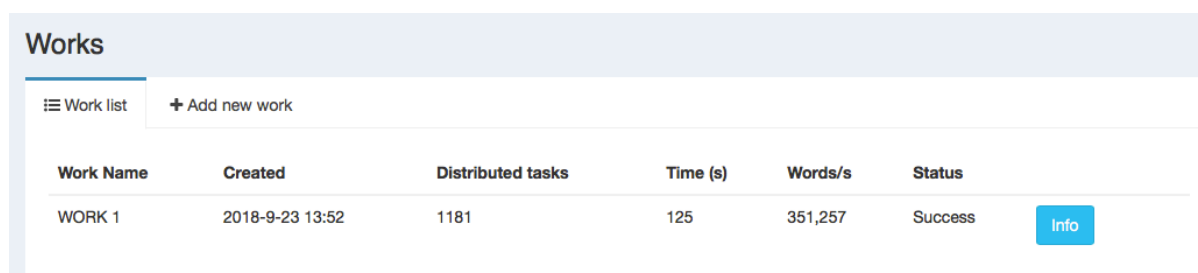 Works
Work list + Add new work
Work Name Created Distributed tasks Time (s) Words/s Status
WORK 1 2018-9-23 13:52 1181 125 351,257 Success Info